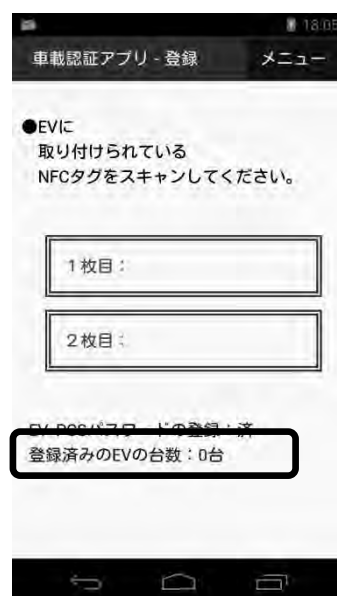 18:05
車載認証アプリ - 登録
メニュー
●EVに
取り付けられている
NFCタグをスキャンしてください。
1枚目:
2枚目:
EV-POSパスワードの登録:済
登録済みのEVの台数:0台